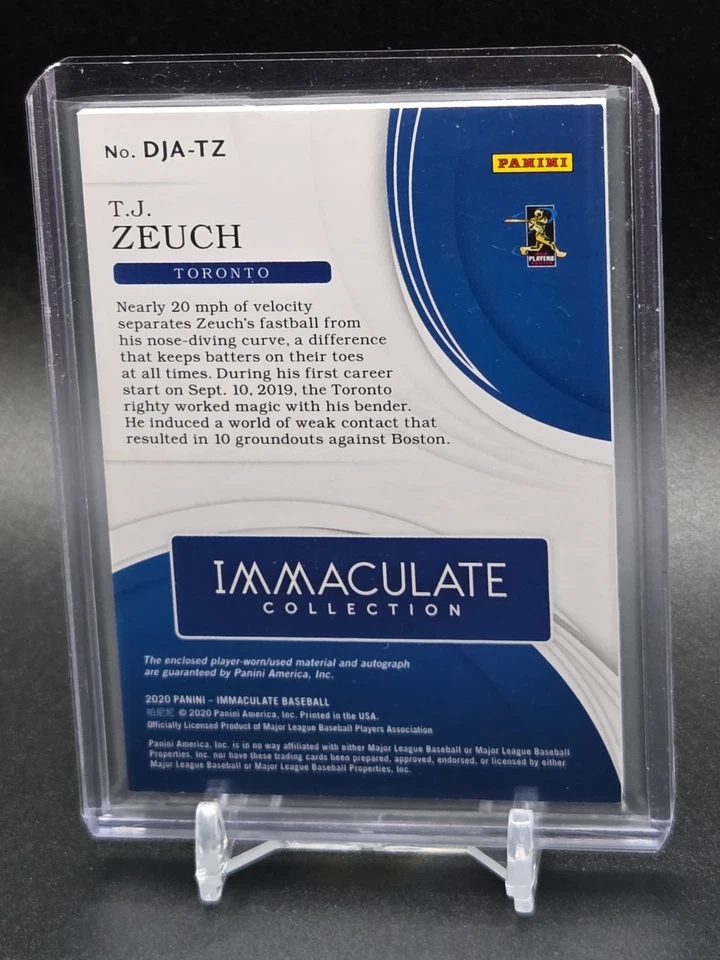 No. DJA-TZ
PANINI
T.J.
ZEUCH
TORONTO
PLAYERS
Nearly 20 mph of velocity
separates Zeuch's fastball from
his nose-diving curve, a difference
that keeps batters on their toes
at all times. During his first career
start on Sept. 10, 2019, the Toronto
righty worked magic with his bender.
He induced a world of weak contact that
resulted in 10 groundouts against Boston.
IMMACULATE
COLLECTION
The enclosed player-worn/used material and autograph
are guaranteed by Panini America, Inc.
2020 PANINI – IMMACULATE BASEBALL
帕尼尼 © 2020 Panini America, Inc. Printed in the USA.
Officially Licensed Product of Major League Baseball Players Association
Panini America, Inc. is in no way affiliated with either Major League Baseball or Major League Baseball
Properties, Inc. nor have these trading cards been prepared, approved, endorsed, or licensed by either
Major League Baseball or Major League Baseball Properties, Inc.